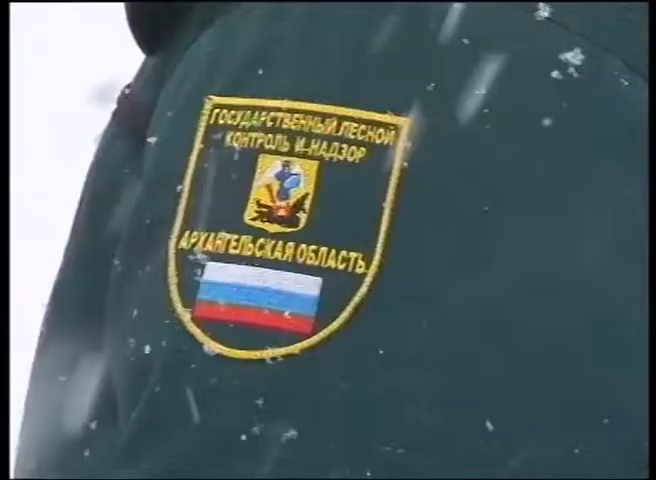 ГОСУДАРСТВЕННЫЙ ЛЕСНОЙ
КОНТРОЛЬ И НАДЗОР
АРХАНГЕЛЬСКАЯ ОБЛАСТЬ